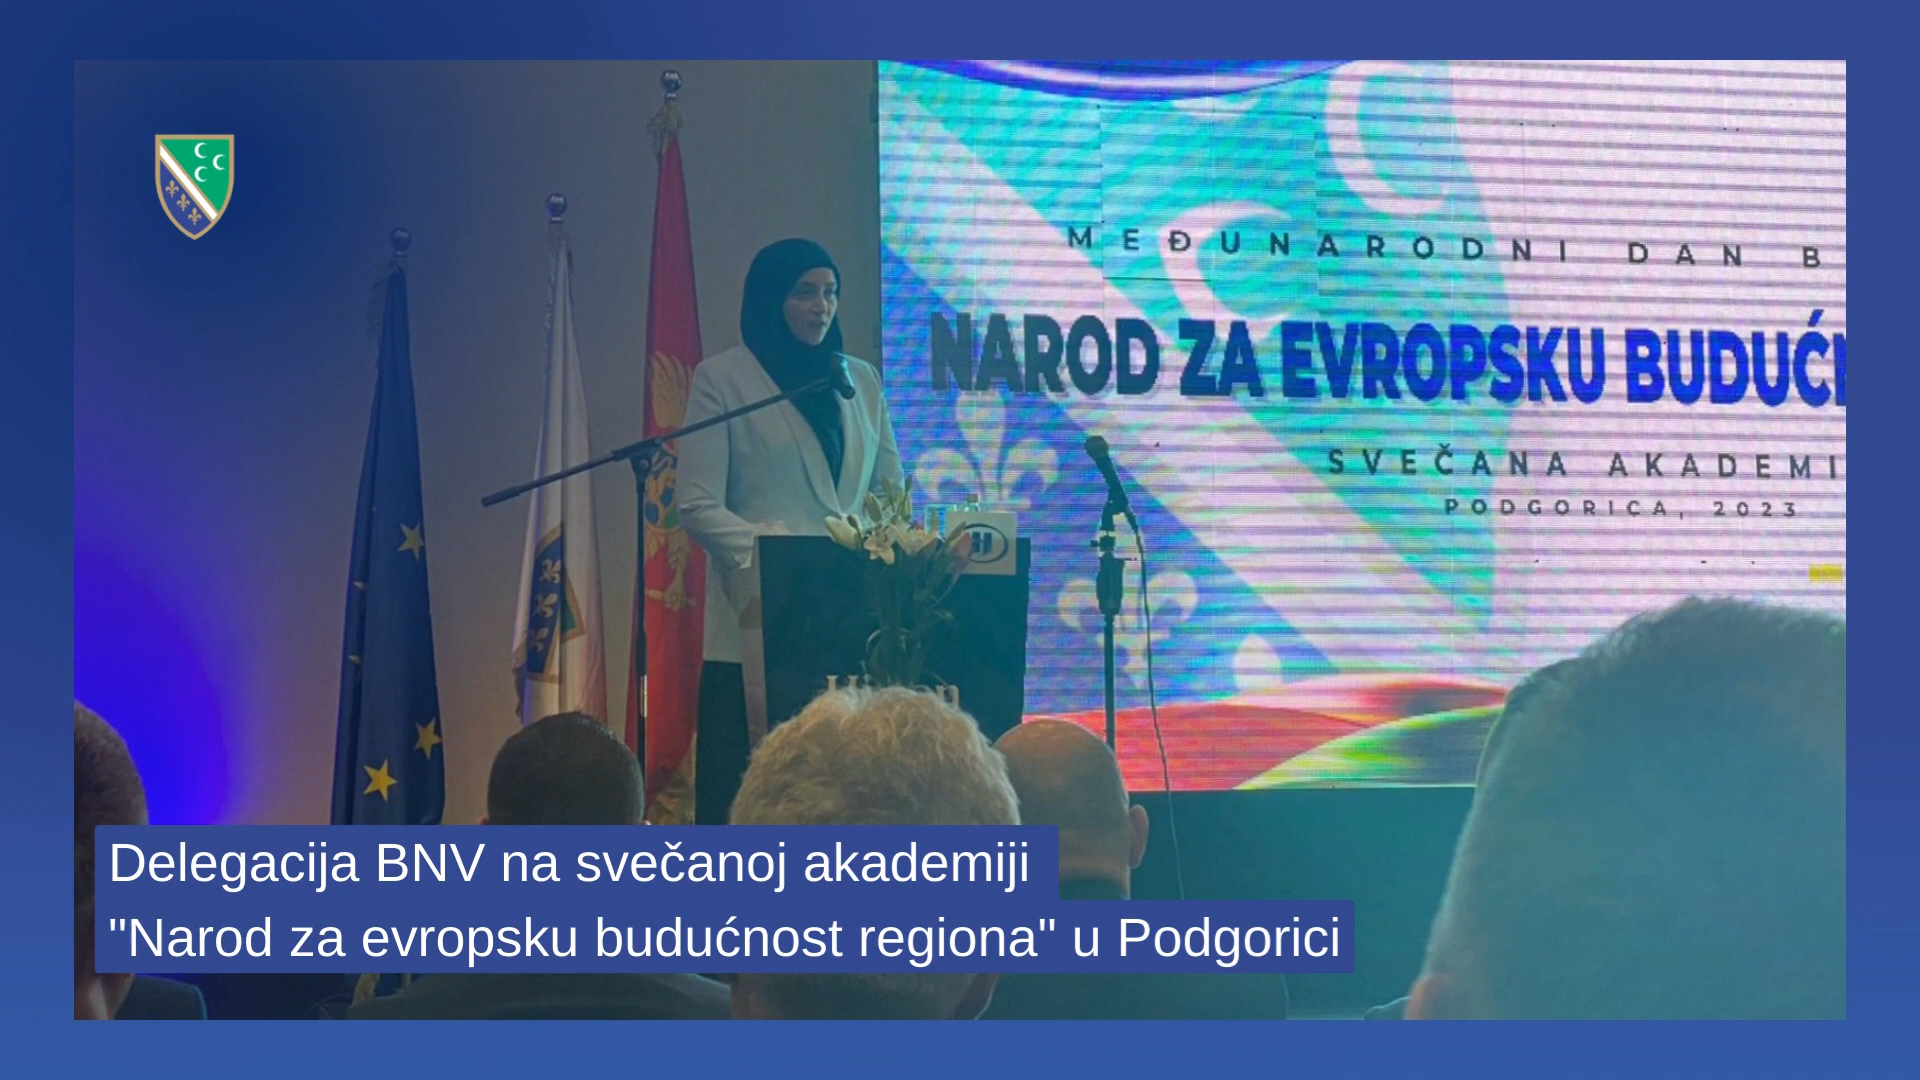 MEĐUNARODNI DAN B
NAROD ZA EVROPSKU BUDUĆN
SVEČANA AKADEMI
PODGORICA, 2023
Delegacija BNV na svečanoj akademiji
"Narod za evropsku budućnost regiona" u Podgorici